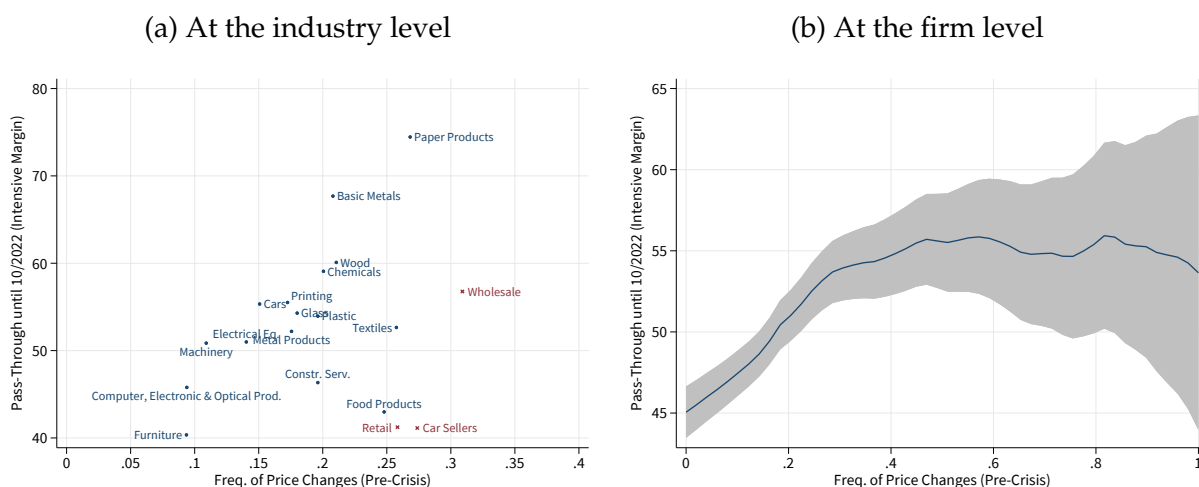 (a) At the industry level
Pass-Through until 10/2022 (Intensive Margin)
80
70
60
50
40
Paper Products
Basic Metals
Wood
Chemicals
Wholesale
Printing
Cars
Glass
Plastic
Textiles
Electrical Eq.
Metal Products
Machinery
Constr. Serv.
Computer, Electronic & Optical Prod.
Food Products
Retail
Car Sellers
Furniture
0 .05 .1 .15 .2 .25 .3 .35 .4
Freq. of Price Changes (Pre-Crisis)
(b) At the firm level
Pass-Through until 10/2022 (Intensive Margin)
65
60
55
50
45
0 .2 .4 .6 .8 1
Freq. of Price Changes (Pre-Crisis)